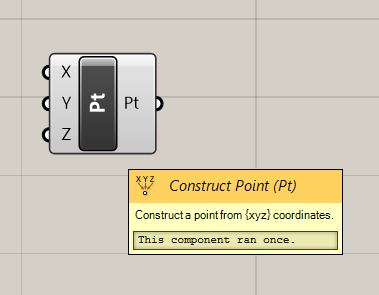 X
Y
Z
Pt
Pt
XYZ
Construct Point (Pt)
Construct a point from {xyz} coordinates.
This component ran once.